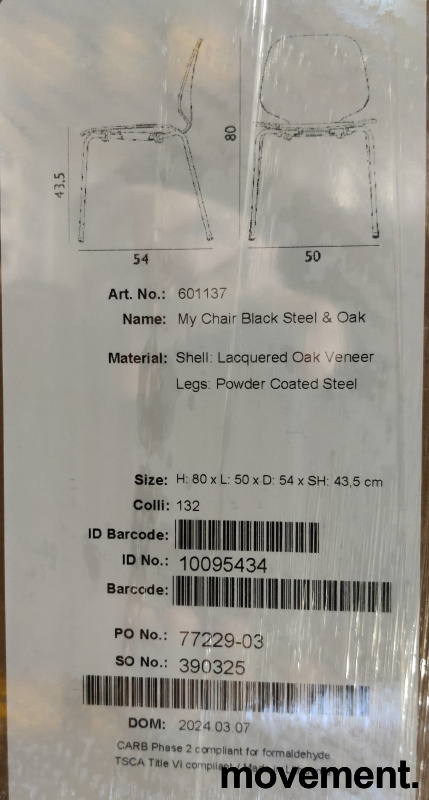 80
43.5
54
50
Art. No.: 601137
Name: My Chair Black Steel & Oak
Material: Shell: Lacquered Oak Veneer
Legs: Powder Coated Steel
Size: H: 80 x L: 50 x D: 54 x SH: 43,5 cm
Colli: 132
ID Barcode:
ID No.: 10095434
Barcode:
PO No.: 77229-03
SO No.: 390325
DOM: 2024.03.07
CARB Phase 2 compliant for formaldehyde
TSCA Title VI compliant /
movement.